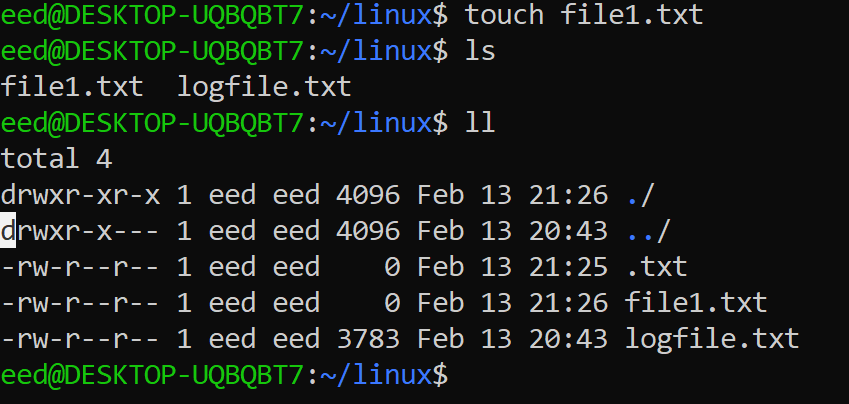 eed@DESKTOP-UQBQBT7:~/linux$ touch file1.txt
eed@DESKTOP-UQBQBT7:~/linux$ ls
file1.txt  logfile.txt
eed@DESKTOP-UQBQBT7:~/linux$ ll
total 4
drwxr-xr-x 1 eed eed 4096 Feb 13 21:26 ./
drwxr-x--- 1 eed eed 4096 Feb 13 20:43 ../
-rw-r--r-- 1 eed eed    0 Feb 13 21:25 .txt
-rw-r--r-- 1 eed eed    0 Feb 13 21:26 file1.txt
-rw-r--r-- 1 eed eed 3783 Feb 13 20:43 logfile.txt
eed@DESKTOP-UQBQBT7:~/linux$